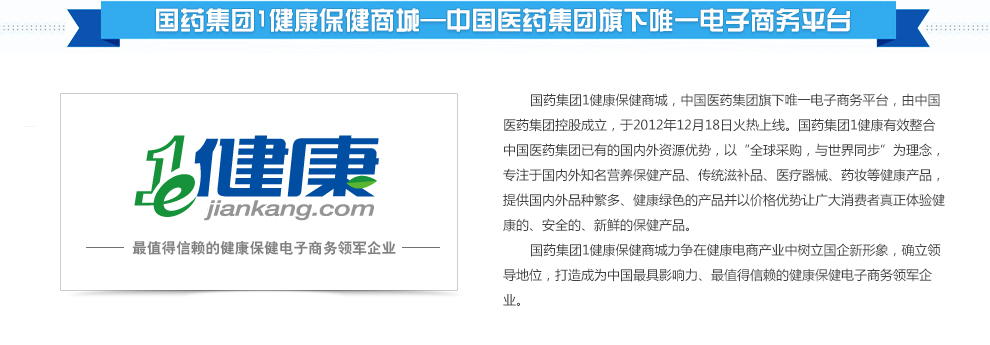 国药集团1健康保健商城—中国医药集团旗下唯一电子商务平台
1e健康
jiankang.com
最值得信赖的健康保健电子商务领军企业
国药集团1健康保健商城，中国医药集团旗下唯一电子商务平台，由中国
医药集团控股成立，于2012年12月18日火热上线。国药集团1健康有效整合
中国医药集团已有的国内外资源优势，以“全球采购，与世界同步”为理念，
专注于国内外知名营养保健产品、传统滋补品、医疗器械、药妆等健康产品，
提供国内外品种繁多、健康绿色的产品并以价格优势让广大消费者真正体验健
康的、安全的、新鲜的保健产品。
国药集团1健康保健商城力争在健康电商产业中树立国企新形象，确立领
导地位，打造成为中国最具影响力、最值得信赖的健康保健电子商务领军企
业。